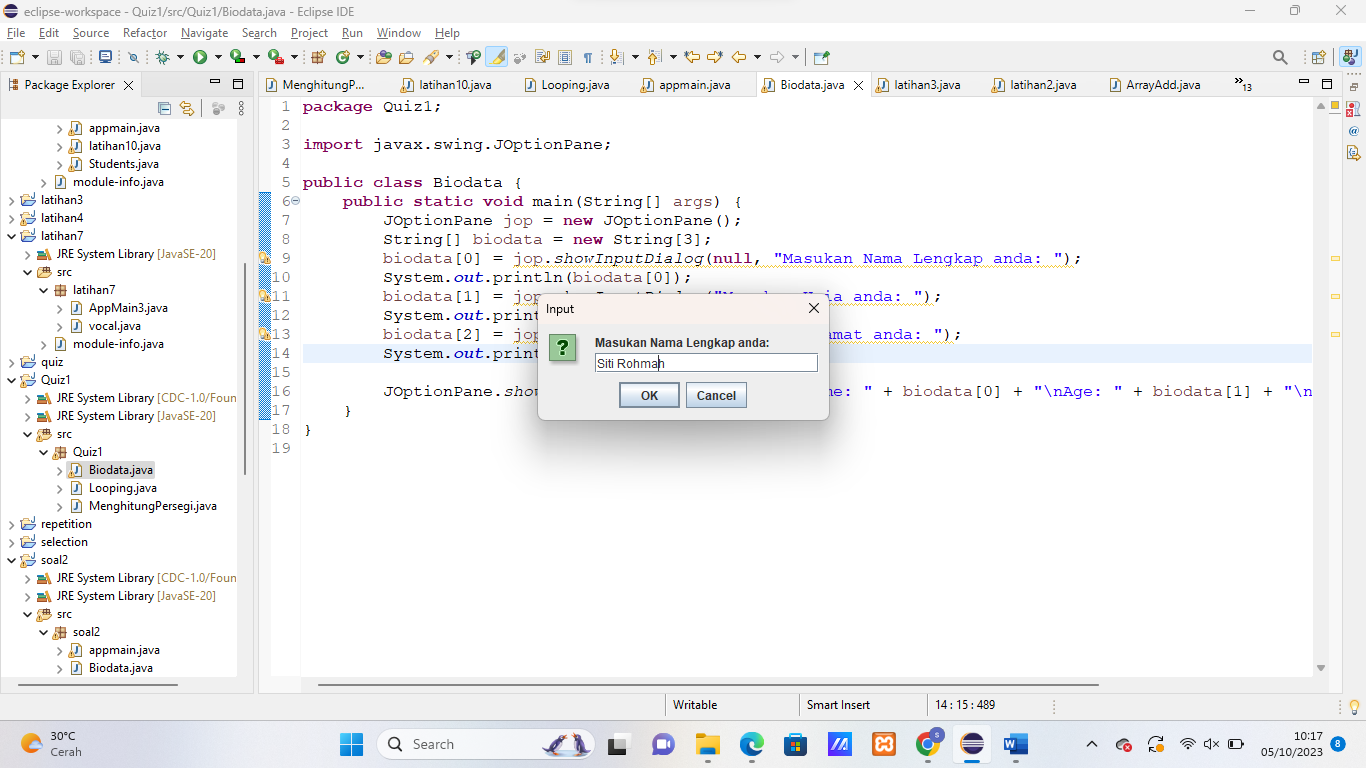 eclipse-workspace - Quiz1/src/Quiz1/Biodata.java - Eclipse IDE
File Edit Source Refactor Navigate Search Project Run Window Help
Package Explorer
MenghitungP... latihan10.java Looping.java appmain.java Biodata.java latihan3.java latihan2.java ArrayAdd.java »13
appmain.java
latihan10.java
Students.java
module-info.java
latihan3
latihan4
latihan7
JRE System Library [JavaSE-20]
src
latihan7
AppMain3.java
vocal.java
module-info.java
quiz
Quiz1
JRE System Library [CDC-1.0/Foun
JRE System Library [JavaSE-20]
src
Quiz1
Biodata.java
Looping.java
MenghitungPersegi.java
repetition
selection
soal2
JRE System Library [CDC-1.0/Foun
JRE System Library [JavaSE-20]
src
soal2
appmain.java
Biodata.java
1 package Quiz1;
2
3 import javax.swing.JOptionPane;
4
5 public class Biodata {
6 public static void main(String[] args) {
7 JOptionPane jop = new JOptionPane();
8 String[] biodata = new String[3];
9 biodata[0] = jop.showInputDialog(null, "Masukan Nama Lengkap anda: ");
10 System.out.println(biodata[0]);
11 biodata[1] = jop anda: ");
12 System.out.print
13 biodata[2] = jop amat anda: ");
14 System.out.print
15
16 JOptionPane.sho e: " + biodata[0] + "\nAge: " + biodata[1] + "\n
17 }
18 }
19
Input
Masukan Nama Lengkap anda:
Siti Rohmah
OK Cancel
Writable Smart Insert 14 : 15 : 489
30°C
Cerah
Search
S
W
10:17
05/10/2023
8